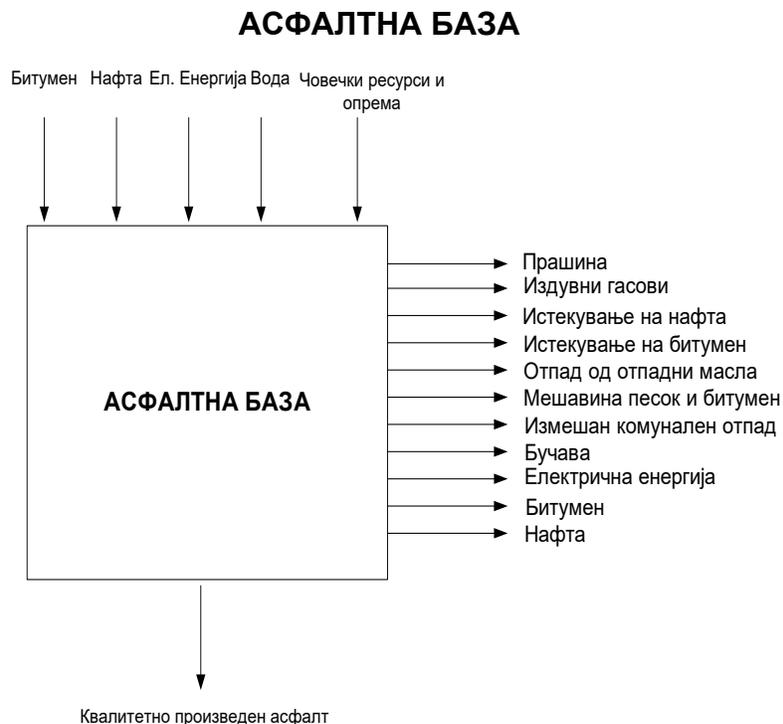 АСФАЛТНА БАЗА
Битумен Нафта Ел. Енергија Вода Човечки ресурси и
опрема
Прашина
Издувни гасови
Истекување на нафта
Истекување на битумен
Отпад од отпадни масла
Мешавина песок и битумен
Измешан комунален отпад
Бучава
Електрична енергија
Битумен
Нафта
АСФАЛТНА БАЗА
Квалитетно произведен асфалт